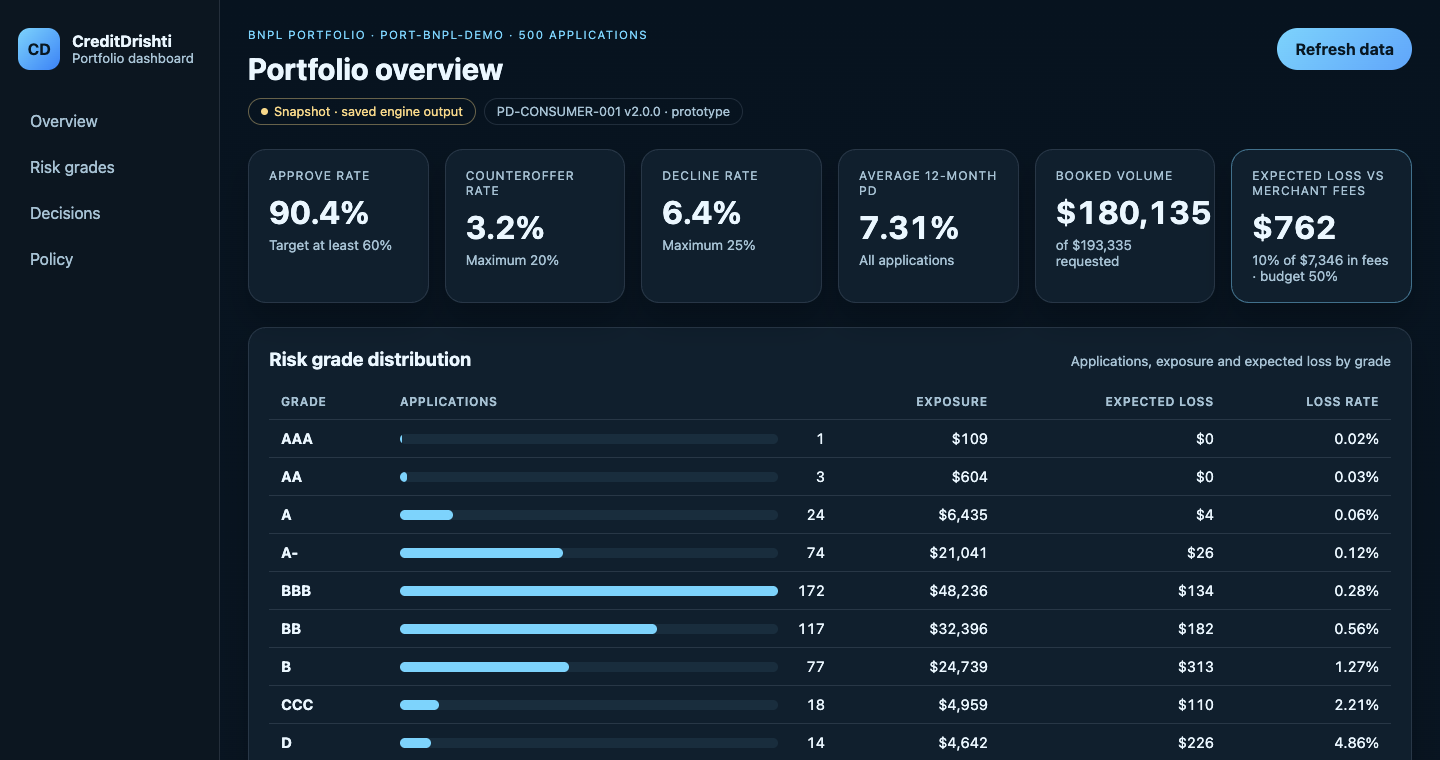 CD
CreditDrishti
Portfolio dashboard
Overview
Risk grades
Decisions
Policy
BNPL PORTFOLIO · PORT-BNPL-DEMO · 500 APPLICATIONS
Portfolio overview
Snapshot · saved engine output
PD-CONSUMER-001 v2.0.0 · prototype
Refresh data
APPROVE RATE
90.4%
Target at least 60%
COUNTEROFFER
RATE
3.2%
Maximum 20%
DECLINE RATE
6.4%
Maximum 25%
AVERAGE 12-MONTH
PD
7.31%
All applications
BOOKED VOLUME
$180,135
of $193,335
requested
EXPECTED LOSS VS
MERCHANT FEES
$762
10% of $7,346 in fees
· budget 50%
Risk grade distribution
Applications, exposure and expected loss by grade
GRADE APPLICATIONS EXPOSURE EXPECTED LOSS LOSS RATE
AAA 1 $109 $0 0.02%
AA 3 $604 $0 0.03%
A 24 $6,435 $4 0.06%
A- 74 $21,041 $26 0.12%
BBB 172 $48,236 $134 0.28%
BB 117 $32,396 $182 0.56%
B 77 $24,739 $313 1.27%
CCC 18 $4,959 $110 2.21%
D 14 $4,642 $226 4.86%